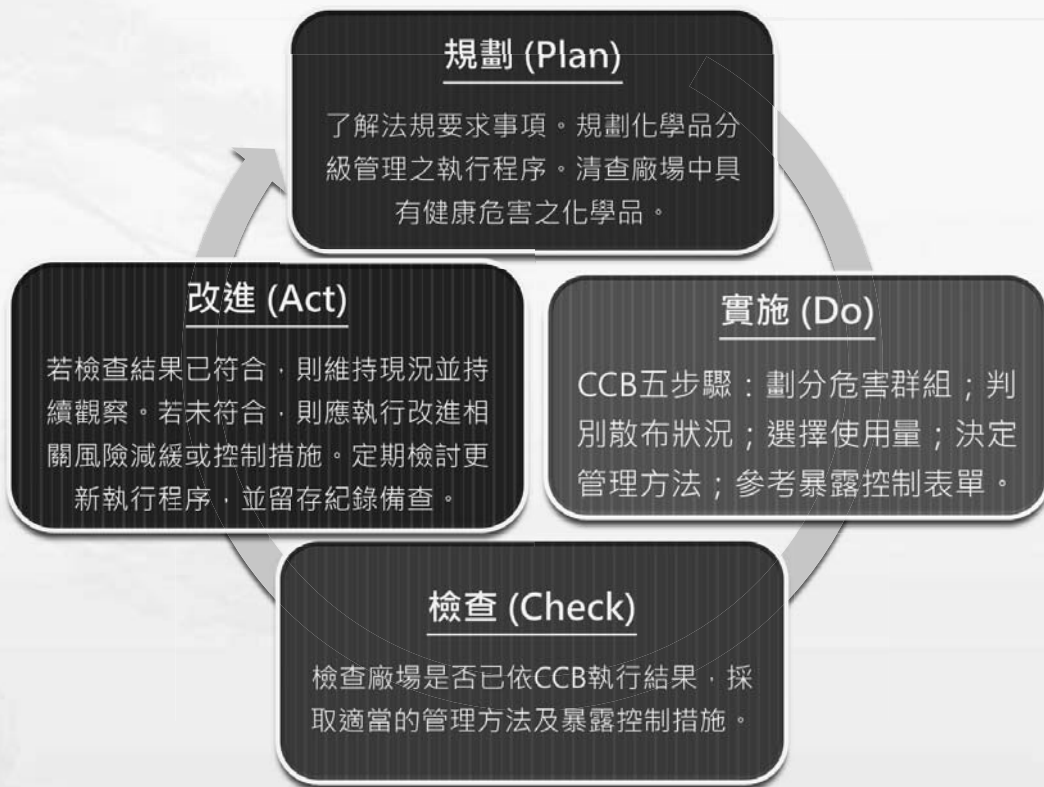 規劃 (Plan)
了解法規要求事項。規劃化學品分
級管理之執行程序。清查廠場中具
有健康危害之化學品。
改進 (Act)
若檢查結果已符合，則維持現況並持
續觀察。若未符合，則應執行改進相
關風險減緩或控制措施。定期檢討更
新執行程序，並留存紀錄備查。
實施 (Do)
CCB五步驟：劃分危害群組；判
別散布狀況；選擇使用量；決定
管理方法；參考暴露控制表單。
檢查 (Check)
檢查廠場是否已依CCB執行結果，採
取適當的管理方法及暴露控制措施。